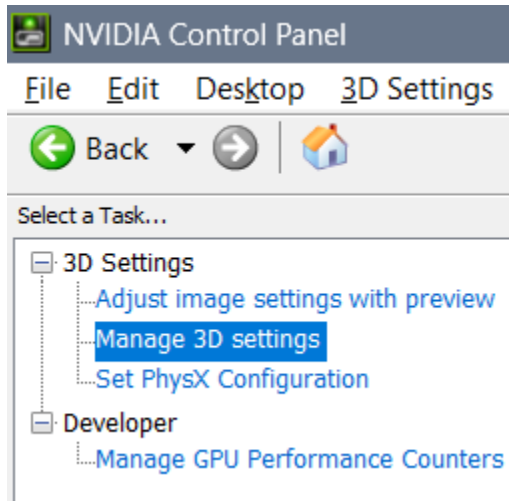 NVIDIA Control Panel
File Edit Desktop 3D Settings
Back
Select a Task...
3D Settings
Adjust image settings with preview
Manage 3D settings
Set PhysX Configuration
Developer
Manage GPU Performance Counters